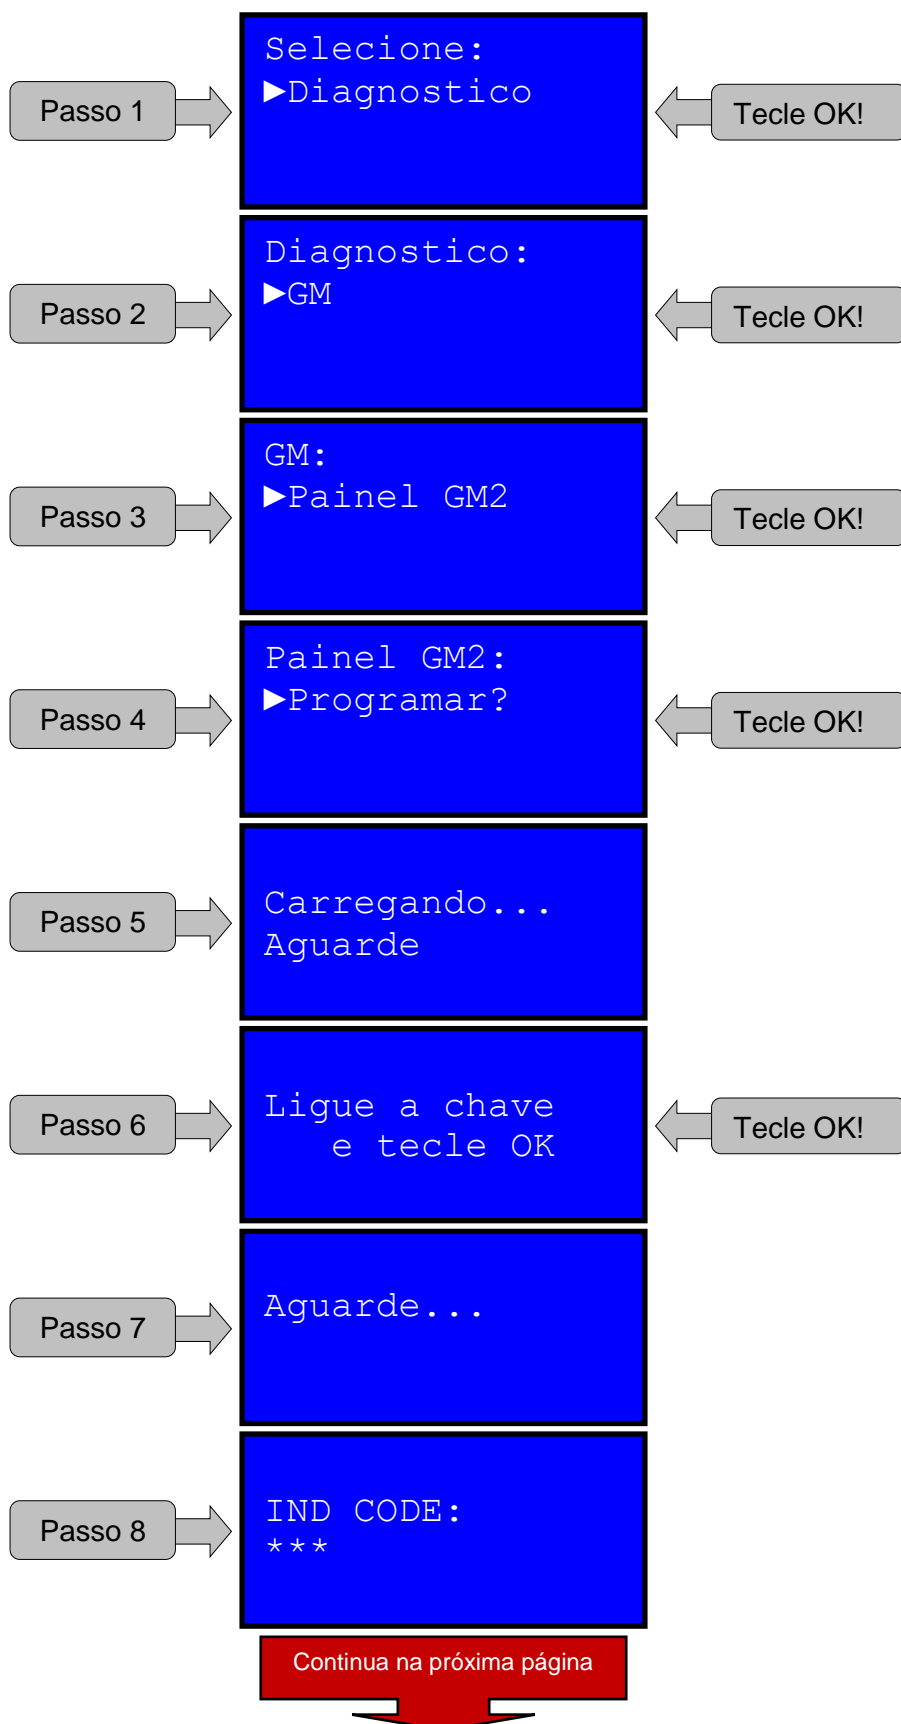 Selecione:
Passo 1
►Diagnostico
Tecle OK!
Diagnostico:
Passo 2
►GM
Tecle OK!
GM:
Passo 3
►Painel GM2
Tecle OK!
Painel GM2:
Passo 4
►Programar?
Tecle OK!
Passo 5
Carregando...
Aguarde
Passo 6
Ligue a chave
e tecle OK
Tecle OK!
Passo 7
Aguarde...
Passo 8
IND CODE:
***
Continua na próxima página